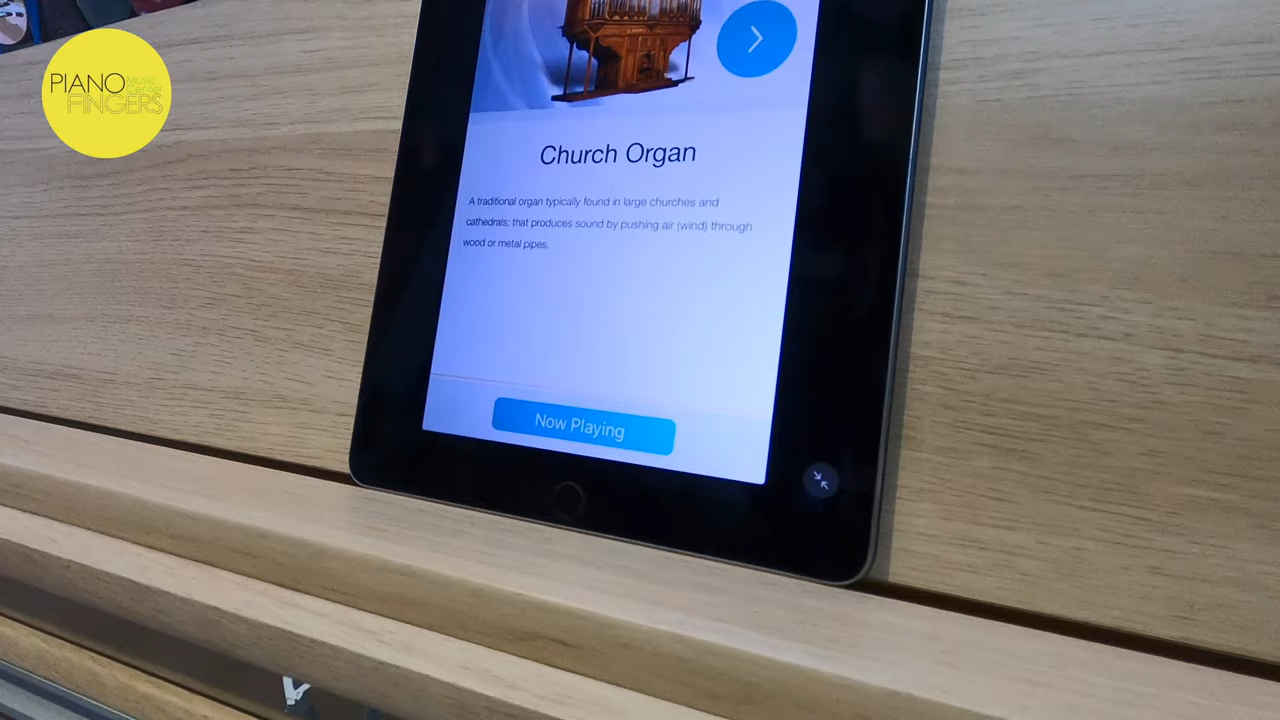 PIANO Music
Center
FINGERS
Church Organ
A traditional organ typically found in large churches and
cathedrals; that produces sound by pushing air (wind) through
wood or metal pipes.
Now Playing